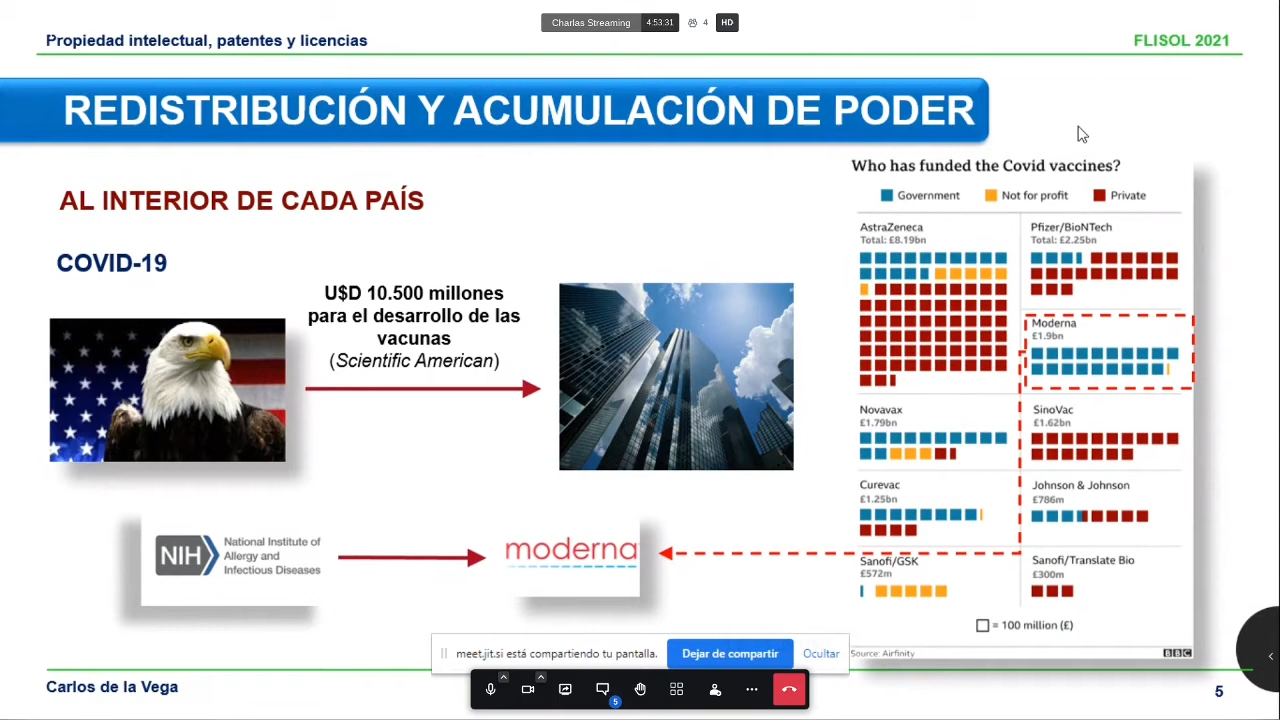 Charlas Streaming 4:53:31 4 HD
Propiedad intelectual, patentes y licencias
FLISOL 2021
REDISTRIBUCIÓN Y ACUMULACIÓN DE PODER
AL INTERIOR DE CADA PAÍS
COVID-19
U$D 10.500 millones
para el desarrollo de las
vacunas
(Scientific American)
NIH
National Institute of
Allergy and
Infectious Diseases
moderna
Who has funded the Covid vaccines?
Government Not for profit Private
AstraZeneca
Total: £8.19bn
Pfizer/BioNTech
Total: £2.25bn
Moderna
£1.9bn
Novavax
£1.79bn
SinoVac
£1.62bn
Curevac
£1.25bn
Johnson & Johnson
£786m
Sanofi/GSK
£572m
Sanofi/Translate Bio
£300m
= 100 million (£)
Source: Airfinity
BBC
meet.jit.si está compartiendo tu pantalla. Dejar de compartir Ocultar
5
Carlos de la Vega
5